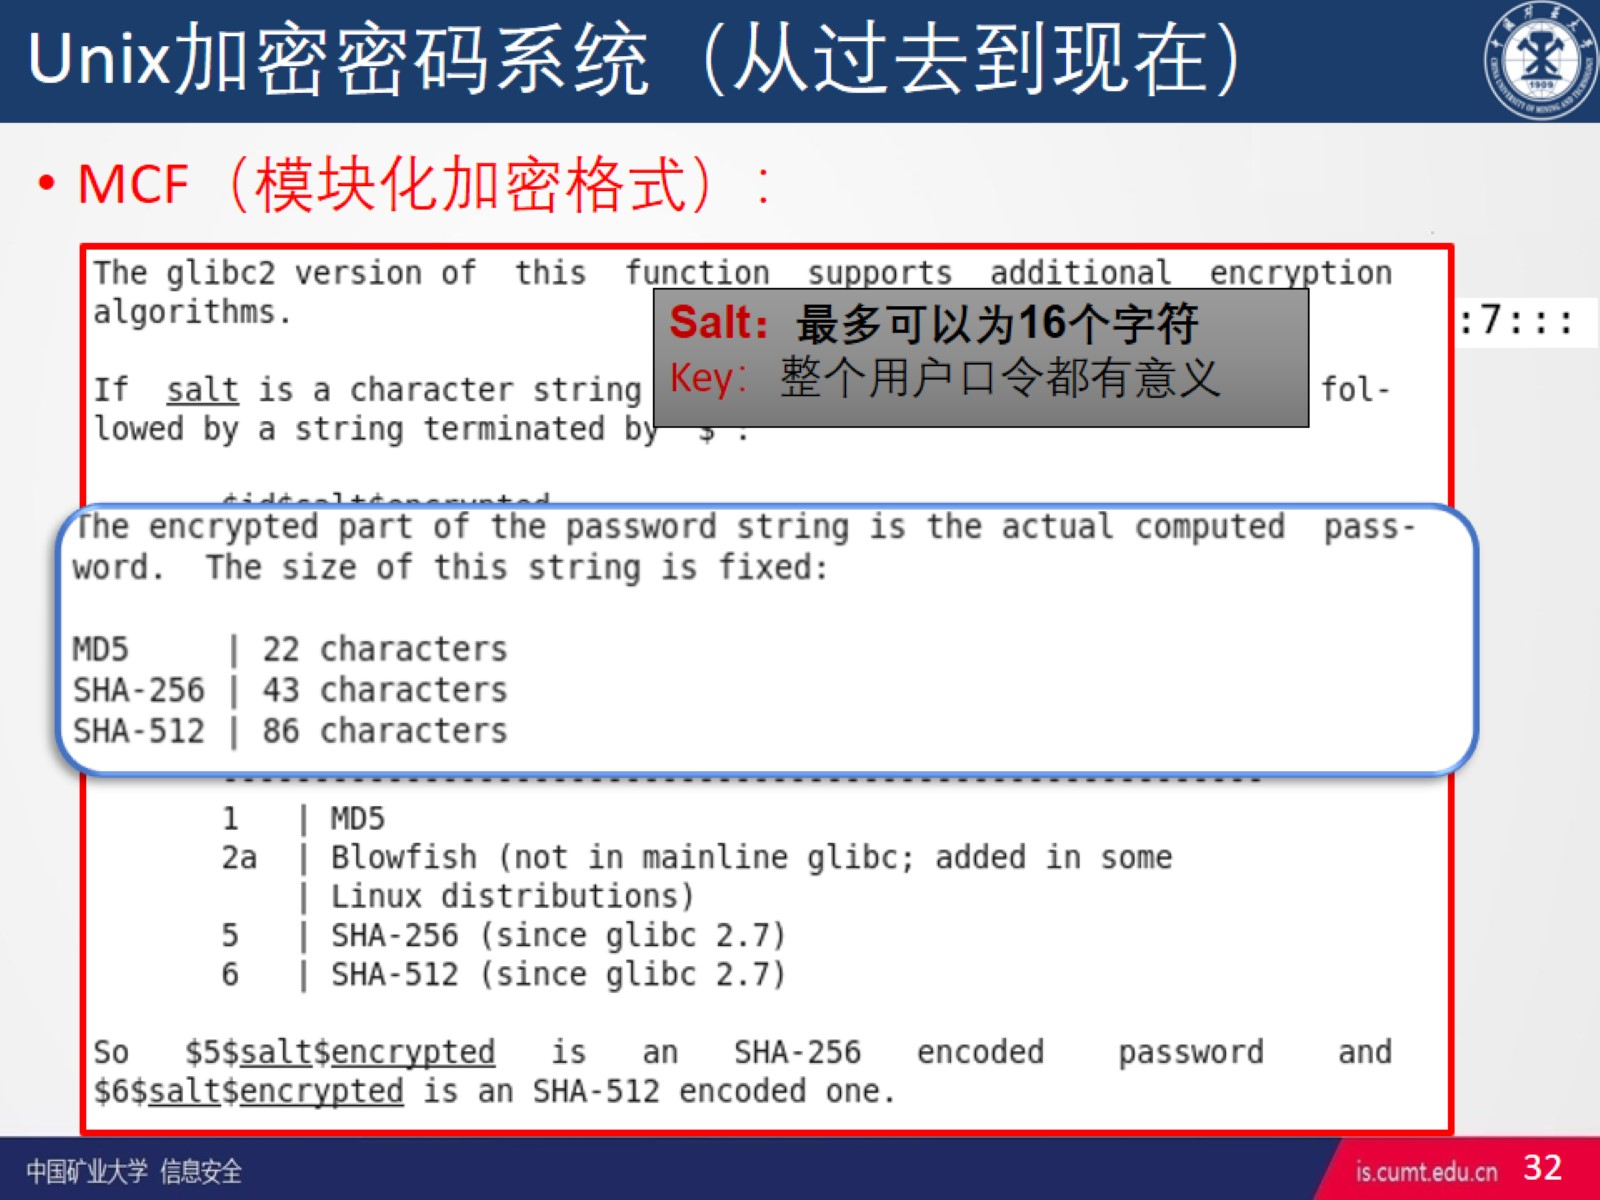 Unix加密密码系统（从过去到现在）
• MCF（模块化加密格式）：
The glibc2 version of this function supports additional encryption
algorithms.
Salt：最多可以为16个字符
:7:::
Key：整个用户口令都有意义
If salt is a character string fol-
lowed by a string terminated by $ :
$id$salt$encrypted
The encrypted part of the password string is the actual computed pass-
word. The size of this string is fixed:
MD5 | 22 characters
SHA-256 | 43 characters
SHA-512 | 86 characters
1 | MD5
2a | Blowfish (not in mainline glibc; added in some
| Linux distributions)
5 | SHA-256 (since glibc 2.7)
6 | SHA-512 (since glibc 2.7)
So $5$salt$encrypted is an SHA-256 encoded password and
$6$salt$encrypted is an SHA-512 encoded one.
中国矿业大学 信息安全
is.cumt.edu.cn 32